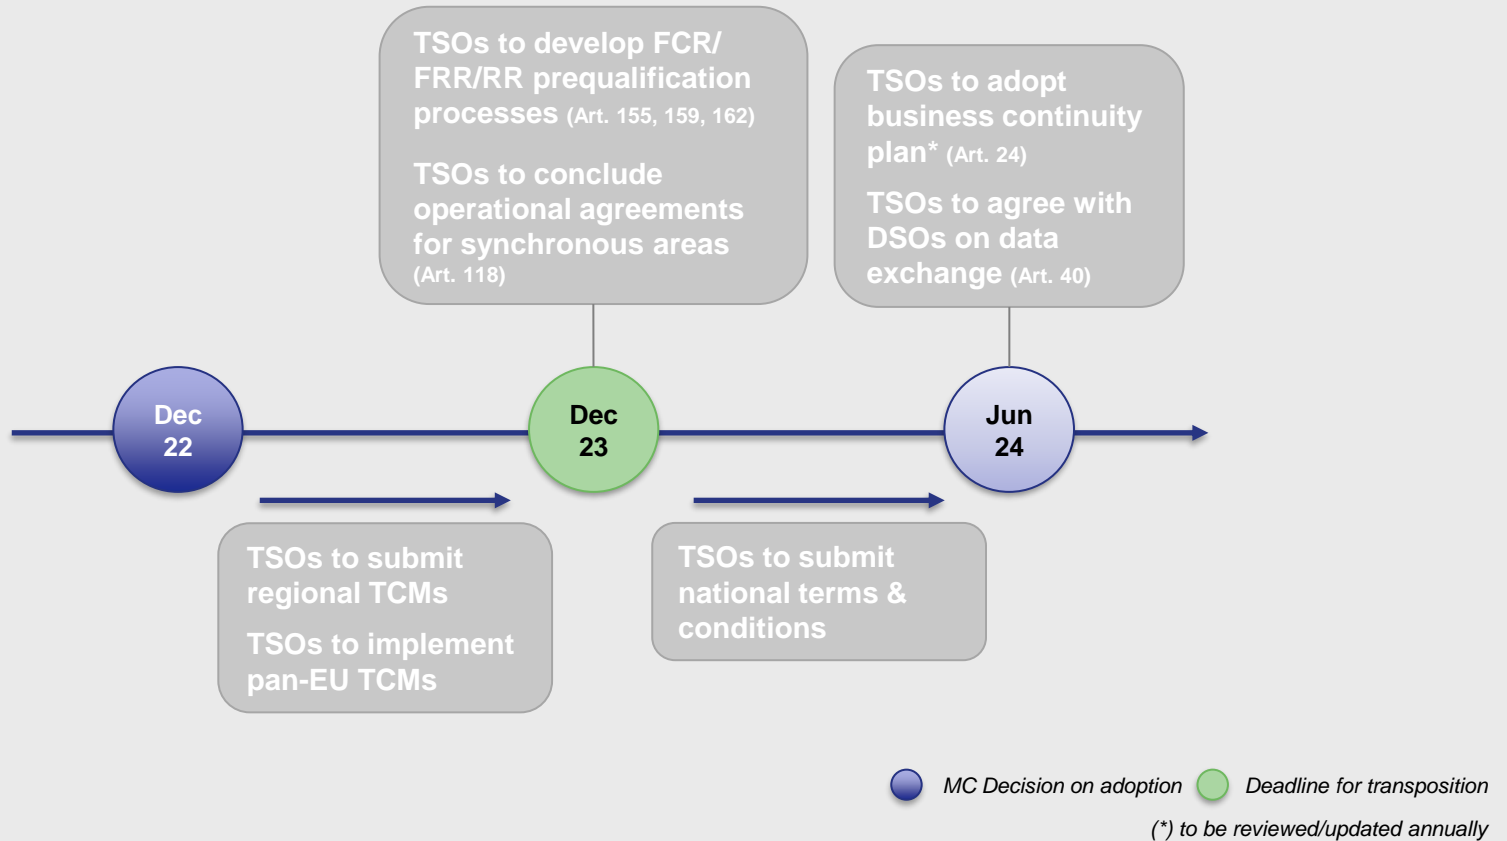 TSOs to develop FCR/
FRR/RR prequalification
processes (Art. 155, 159, 162)
TSOs to conclude
operational agreements
for synchronous areas
(Art. 118)
TSOs to adopt
business continuity
plan* (Art. 24)
TSOs to agree with
DSOs on data
exchange (Art. 40)
Dec
22
Dec
23
Jun
24
TSOs to submit
regional TCMs
TSOs to implement
pan-EU TCMs
TSOs to submit
national terms &
conditions
MC Decision on adoption
Deadline for transposition
(*) to be reviewed/updated annually